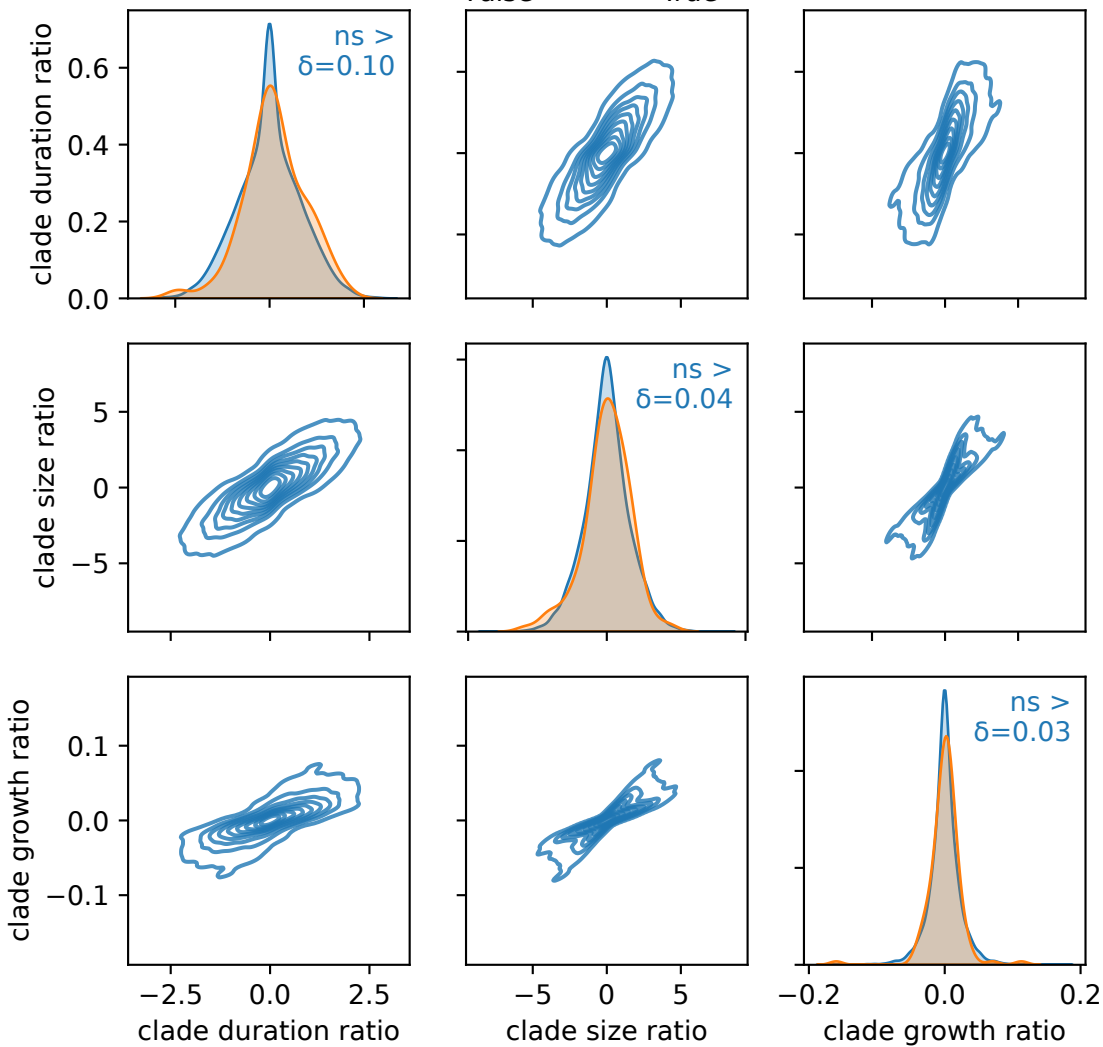 clade duration ratio
0.6
0.4
0.2
0.0
ns >
δ=0.10
clade size ratio
5
0
−5
ns >
δ=0.04
clade growth ratio
0.1
0.0
−0.1
ns >
δ=0.03
−2.5
0.0
2.5
−5
0
5
−0.2
0.0
0.2
clade duration ratio
clade size ratio
clade growth ratio